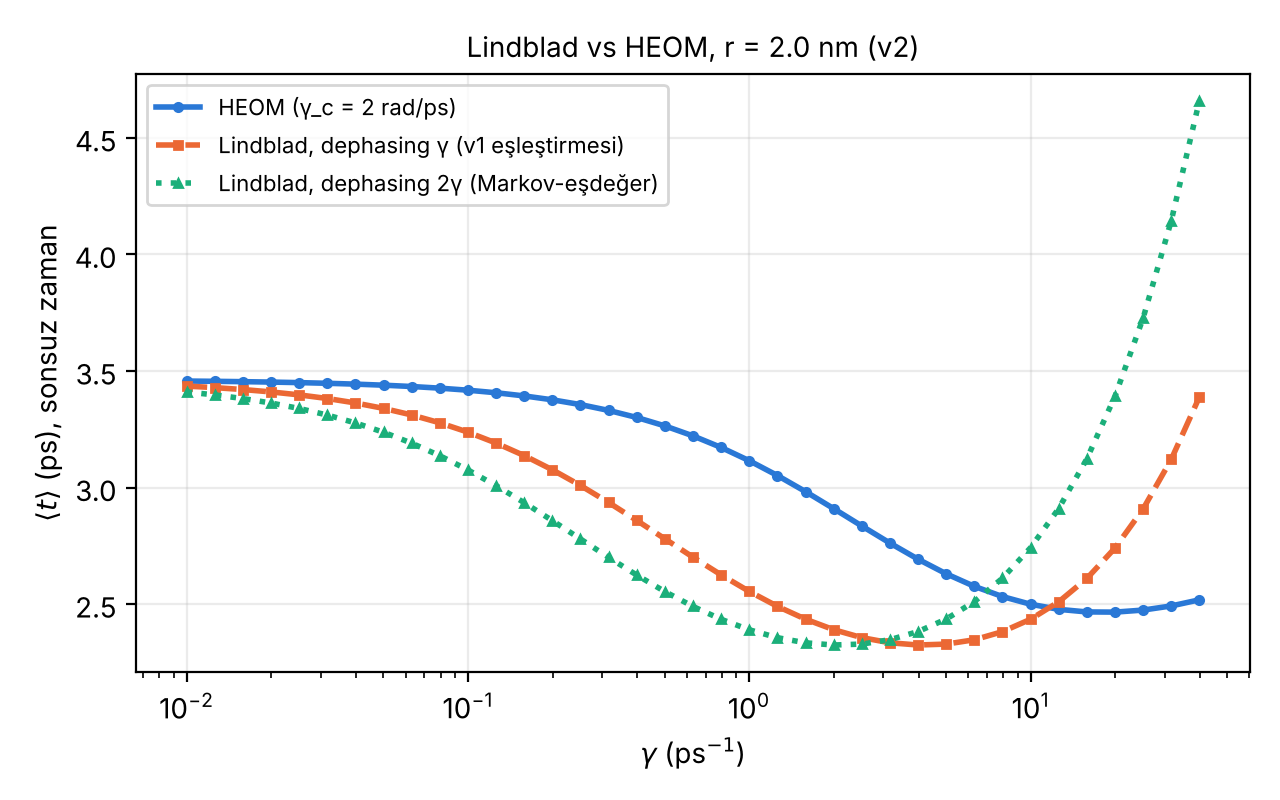 Lindblad vs HEOM, r = 2.0 nm (v2)
HEOM (γ_c = 2 rad/ps)
Lindblad, dephasing γ (v1 eşleştirmesi)
Lindblad, dephasing 2γ (Markov-eşdeğer)
⟨t⟩ (ps), sonsuz zaman
4.5
4.0
3.5
3.0
2.5
10⁻²
10⁻¹
10⁰
10¹
γ (ps⁻¹)